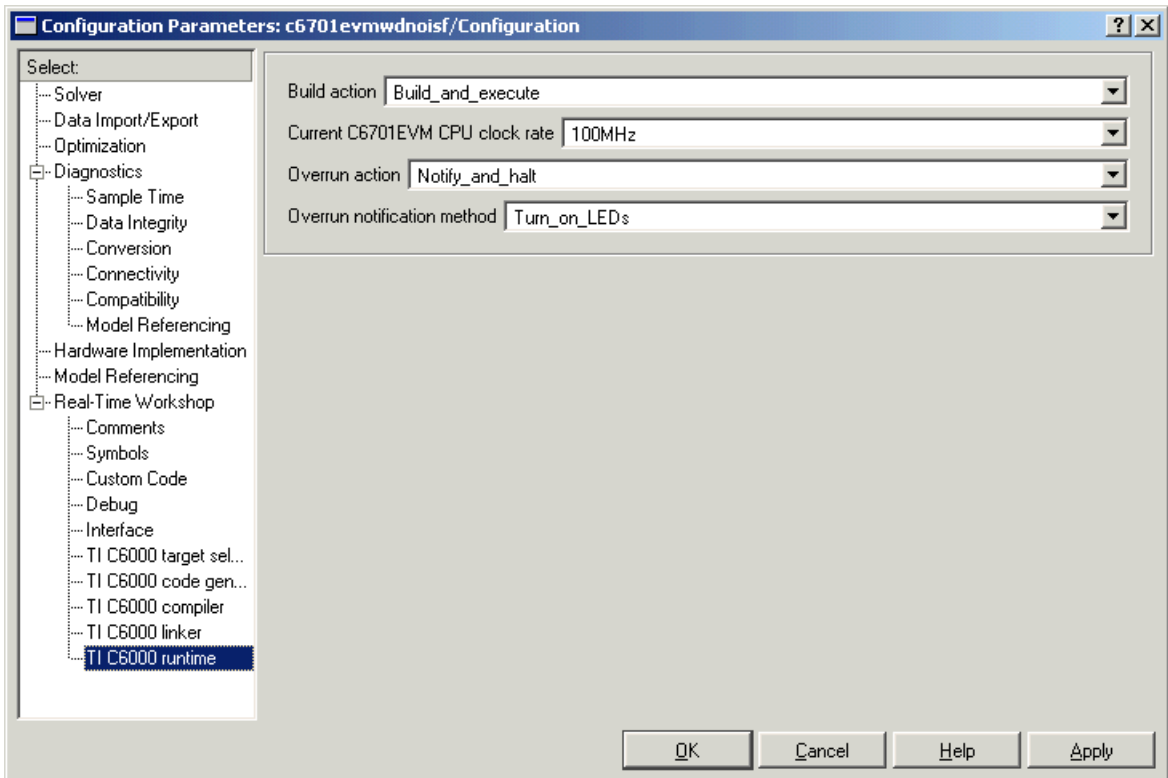 Configuration Parameters: c6701evmwdnoisf/Configuration
Select:
Solver
Data Import/Export
Optimization
Diagnostics
Sample Time
Data Integrity
Conversion
Connectivity
Compatibility
Model Referencing
Hardware Implementation
Model Referencing
Real-Time Workshop
Comments
Symbols
Custom Code
Debug
Interface
TI C6000 target sel...
TI C6000 code gen...
TI C6000 compiler
TI C6000 linker
TI C6000 runtime
Build action Build_and_execute
Current C6701EVM CPU clock rate 100MHz
Overrun action Notify_and_halt
Overrun notification method Turn_on_LEDs
OK Cancel Help Apply